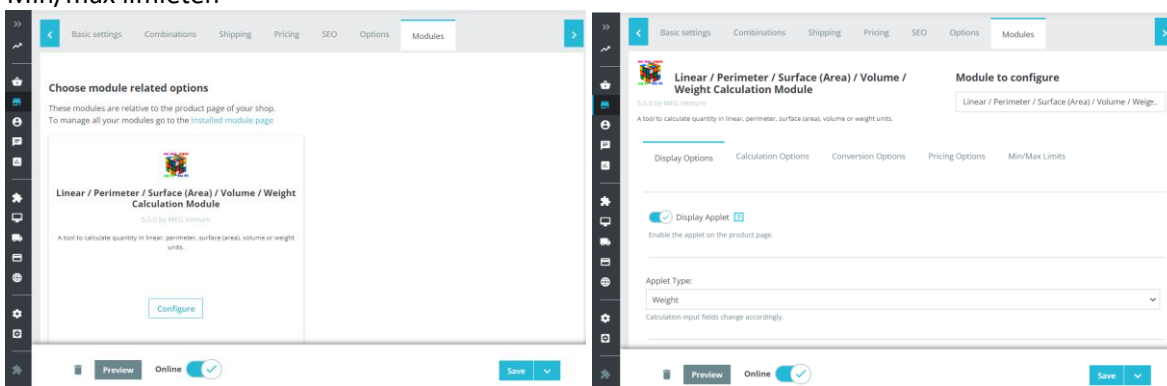 Min/max limieten
Basic settings Combinations Shipping Pricing SEO Options Modules
Choose module related options
These modules are relative to the product page of your shop.
To manage all your modules go to the Installed module page
Linear / Perimeter / Surface (Area) / Volume / Weight
Calculation Module
5.5.0 by MEG Venture
A tool to calculate quantity in linear, perimeter, surface (area), volume or weight
units.
Configure
Preview Online Save
Basic settings Combinations Shipping Pricing SEO Options Modules
Linear / Perimeter / Surface (Area) / Volume /
Weight Calculation Module
5.5.0 by MEG Venture
A tool to calculate quantity in linear, perimeter, surface (area), volume or weight units.
Module to configure
Linear / Perimeter / Surface (Area) / Volume / Weigh
Display Options Calculation Options Conversion Options Pricing Options Min/Max Limits
Display Applet ?
Enable the applet on the product page.
Applet Type:
Weight
Calculation input fields change accordingly.
Preview Online Save